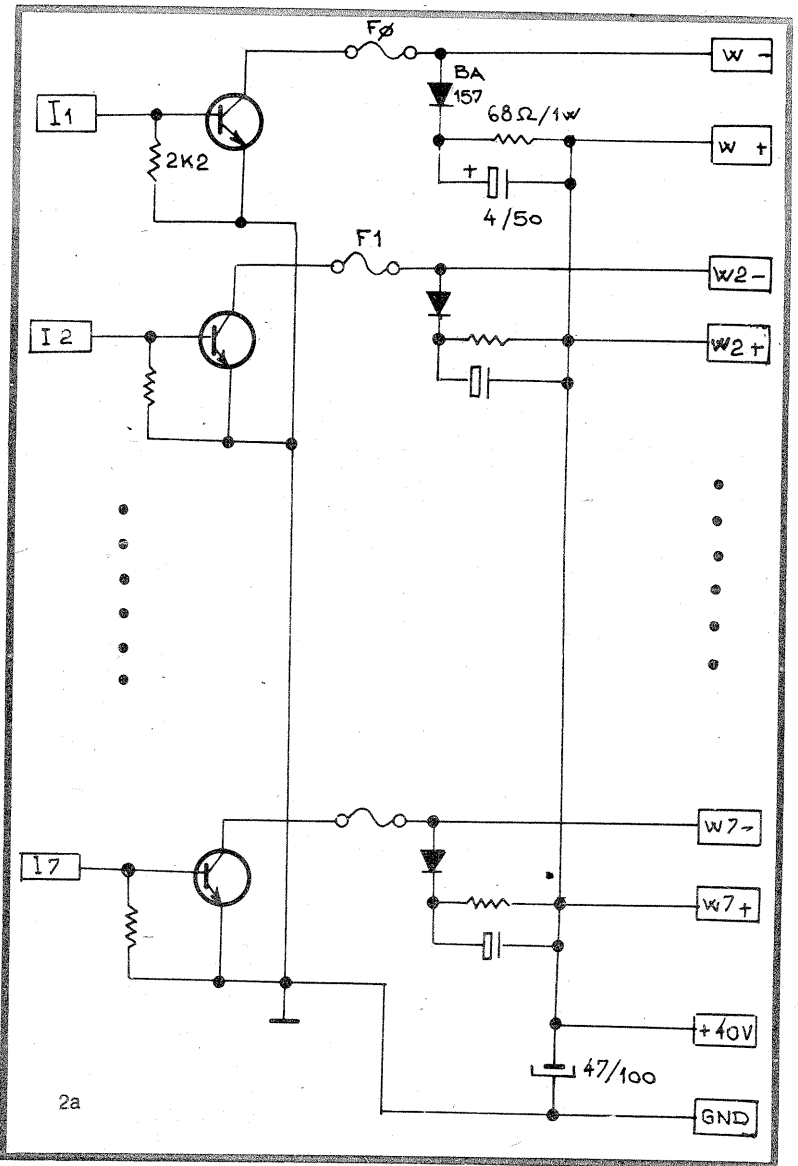 FØ
W -
BA
157
I1
68Ω/1W
W +
2K2
+
4/50
F1
W2-
I2
W2+
W7-
I7
W7+
+40V
47/100
2a
GND